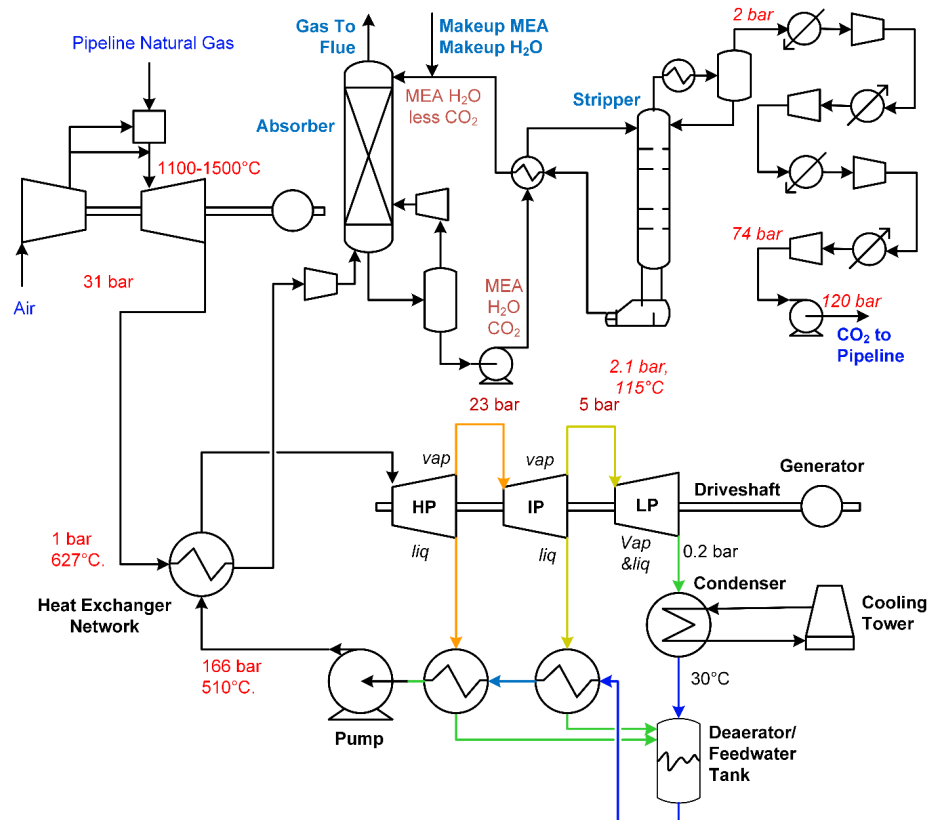 Pipeline Natural Gas
Gas To
Flue
Makeup MEA
Makeup H₂O
2 bar
MEA H₂O
less CO₂
Absorber
Stripper
1100-1500°C
31 bar
Air
74 bar
MEA
H₂O
CO₂
120 bar
CO₂ to
Pipeline
2.1 bar,
115°C
23 bar
5 bar
vap
vap
Generator
Driveshaft
HP
IP
LP
liq
liq
Vap
&liq
0.2 bar
1 bar
627°C.
Condenser
Cooling
Tower
Heat Exchanger
Network
166 bar
510°C.
30°C
Pump
Deaerator/
Feedwater
Tank